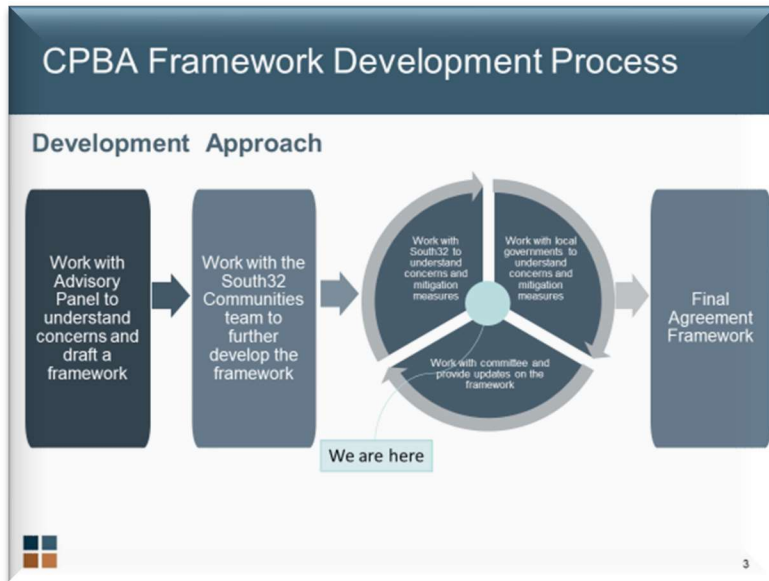 CPBA Framework Development Process
Development Approach
Work with
Advisory
Panel to
understand
concerns and
draft a
framework
Work with the
South32
Communities
team to
further
develop the
framework
Work with
South32 to
understand
concerns and
mitigation
measures
Work with local
governments to
understand
concerns and
mitigation
measures
Work with committee and
provide updates on the
framework
Final
Agreement
Framework
We are here
3